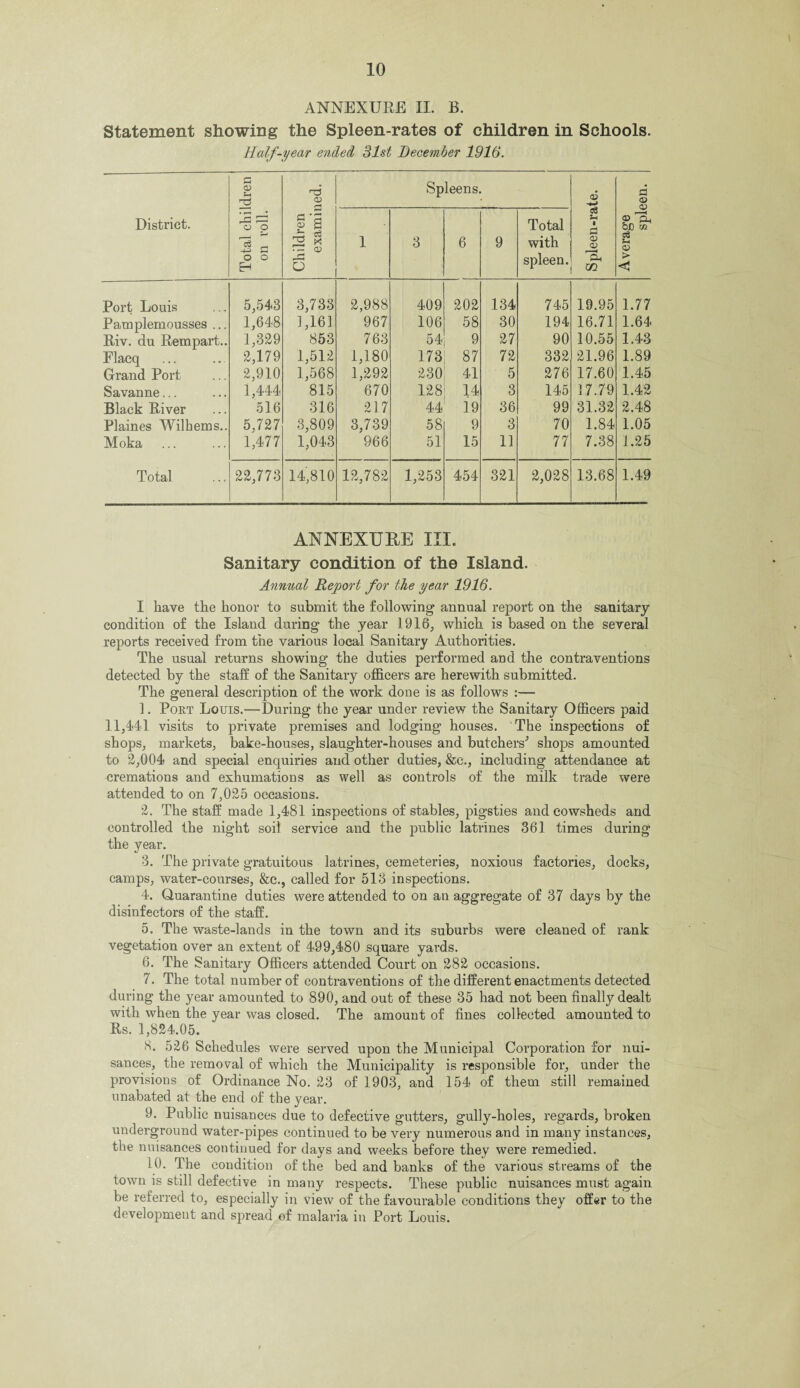 10
ANNEXURE II. B.
Statement showing the Spleen-rates of children in Schools.
Half-year ended 31st December 1916.
District. Total children on roll. Children examined. Spleens. Spleen-rate. Average spleen.
1 3 6 9 Total with spleen.
Port Louis ... 5,543 3,733 2,988 409 202 134 745 19.95 1.77
Pamplemousses ... 1,648 1,161 967 106 58 30 194 16.71 1.64
Riv. du Rempart.. 1,329 853 763 54 9 27 90 10.55 1.43
Flacq ... ... 2,179 1,512 1,180 173 87 72 332 21.96 1.89
Grand Port ... 2,910 1,568 1,292 230 41 5 276 17.60 1.45
Savanne... ... 1,444 815 670 128 14 3 145 17.79 1.42
Black River ... 516 316 217 44 19 36 99 31.32 2.48
Plaines Wilhems.. 5,727 3,809 3,739 58 9 3 70 1.84 1.05
Moka ... ... 1,477 1,043 966 51 15 11 77 7.38 1.25
Total ... 22,773 14,810 12,782 1,253 454 321 2,028 13.68 1.49
ANNEXURE III.
Sanitary condition of the Island.
Annual Report for the year 1916.
I have the honor to submit the following annual report on the sanitary
condition of the Island during the year 1916, which is based on the several
reports received from the various local Sanitary Authorities.
The usual returns showing the duties performed and the contraventions
detected by the staff of the Sanitary officers are herewith submitted.
The general description of the work done is as follows :—
1. Port Louis.—During the year under review the Sanitary Officers paid
11,441 visits to private premises and lodging houses. The inspections of
shops, markets, bake-houses, slaughter-houses and butchers' shops amounted
to 2,004 and special enquiries and other duties, &c., including attendance at
cremations and exhumations as well as controls of the milk trade were
attended to on 7,025 occasions.
2. The staff made 1,481 inspections of stables, pigsties and cowsheds and
controlled the night soil service and the public latrines 361 times during
the year.
3. The private gratuitous latrines, cemeteries, noxious factories, docks,
camps, water-courses, &c., called for 513 inspections.
4. Quarantine duties were attended to on an aggregate of 37 days by the
disinfectors of the staff.
5. The waste-lands in the town and its suburbs were cleaned of rank
vegetation over an extent of 499,480 square yards.
6. The Sanitary Officers attended Court on 282 occasions.
7. The total number of contraventions of the different enactments detected
during the year amounted to 890, and out of these 35 had not been finally dealt
with when the year was closed. The amount of fines collected amounted to
Rs. 1,824.05.
8. 526 Schedules were served upon the Municipal Corporation for nui-
sances, the removal of which the Municipality is responsible for, under the
provisions of Ordinance No. 23 of 1903, and 154 of them still remained
unabated at the end of the year.
9. Public nuisances due to defective gutters, gully-holes, regards, broken
underground water-pipes continued to be very numerous and in many instances,
the nuisances continued for days and weeks before they were remedied.
10. The condition of the bed and banks of the various streams of the
town is still defective in many respects. These public nuisances must again
be referred to, especially in view of the favourable conditions they offer to the
development and spread of malaria in Port Louis.